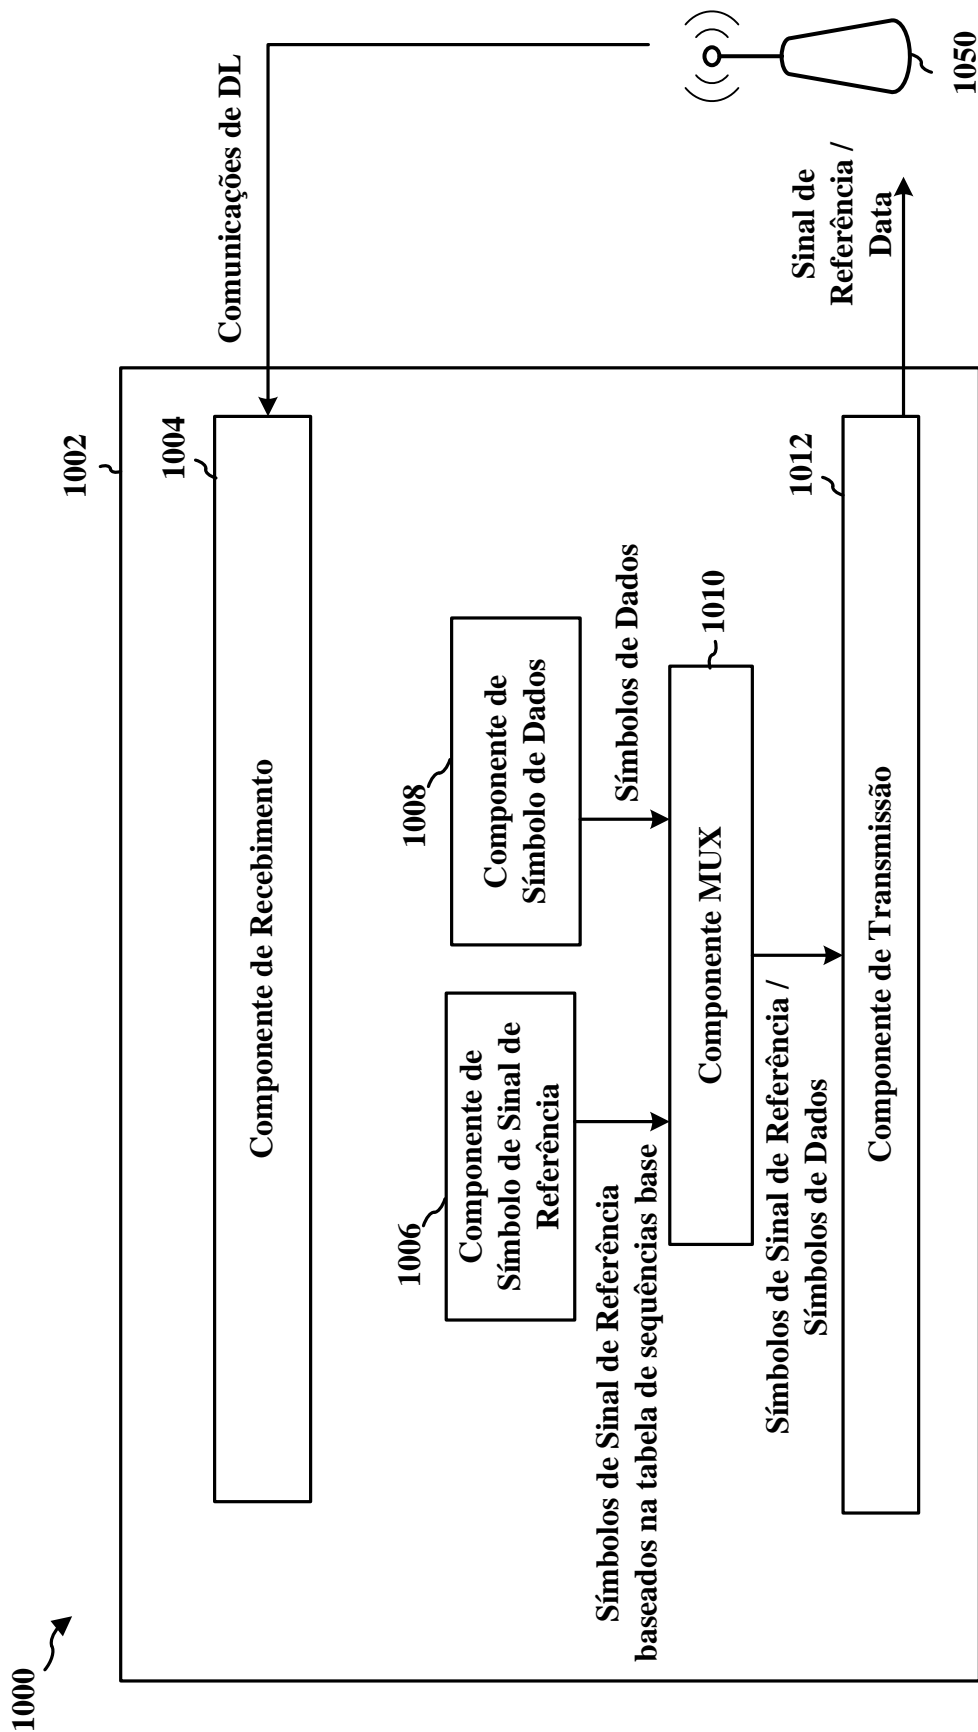 1000
1002
Comunicações de DL
1004
Componente de Recebimento
1006
Componente de
Símbolo de Sinal de
Referência
1008
Componente de
Símbolo de Dados
Símbolos de Sinal de Referência
baseados na tabela de sequências base
Símbolos de Dados
1010
Componente MUX
Símbolos de Sinal de Referência /
Símbolos de Dados
1012
Componente de Transmissão
Sinal de
Referência /
Data
1050